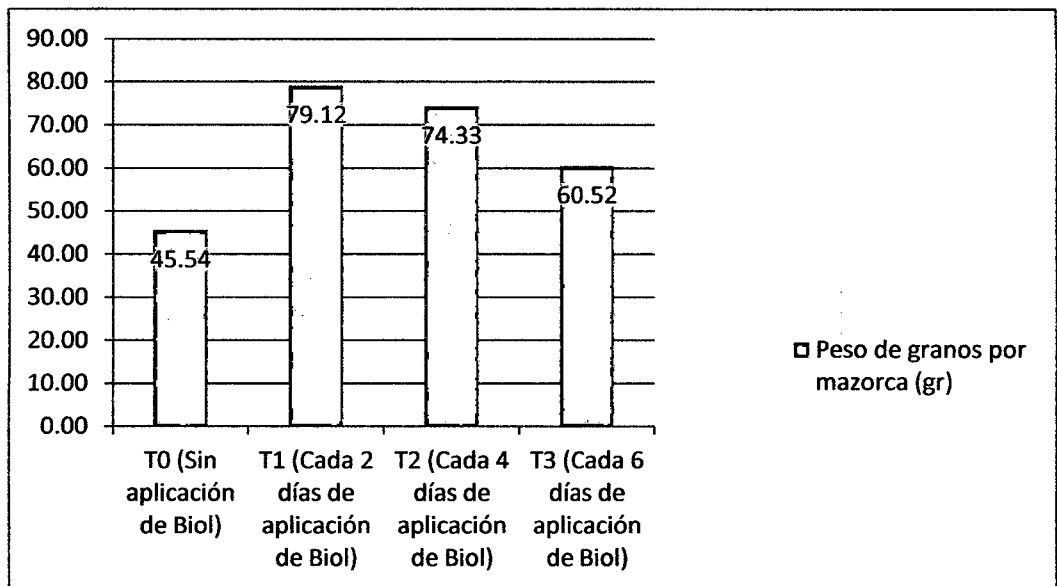 90.00
80.00
70.00
60.00
50.00
40.00
30.00
20.00
10.00
0.00
45.54
79.12
74.33
60.52
T0 (Sin
aplicación
de Biol)
T1 (Cada 2
días de
aplicación
de Biol)
T2 (Cada 4
días de
aplicación
de Biol)
T3 (Cada 6
días de
aplicación
de Biol)
Peso de granos por
mazorca (gr)